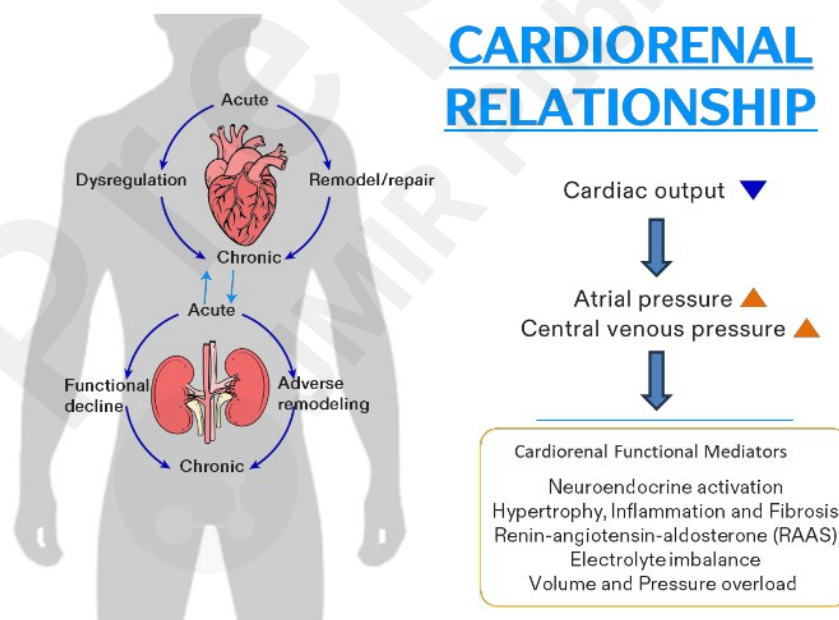 CARDIORENAL
RELATIONSHIP
Acute
Dysregulation
Remodel/repair
Chronic
Acute
Functional
decline
Adverse
remodeling
Chronic
Cardiac output
Atrial pressure
Central venous pressure
Cardiorenal Functional Mediators
Neuroendocrine activation
Hypertrophy, Inflammation and Fibrosis
Renin-angiotensin-aldosterone (RAAS)
Electrolyte imbalance
Volume and Pressure overload